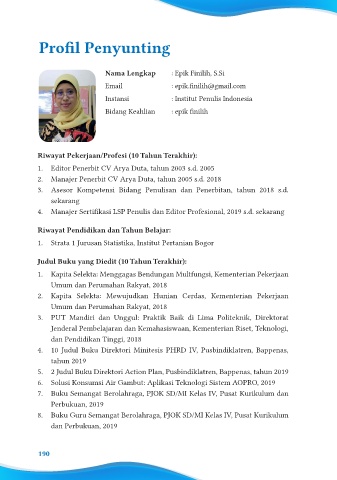 Profil Penyunting
Nama Lengkap : Epik Finilih, S.Si
Email : epik.finilih@gmail.com
Instansi : Institut Penulis Indonesia
Bidang Keahlian : epik finilih
Riwayat Pekerjaan/Profesi (10 Tahun Terakhir):
1. Editor Penerbit CV Arya Duta, tahun 2003 s.d. 2005
2. Manajer Penerbit CV Arya Duta, tahun 2005 s.d. 2018
3. Asesor Kompetensi Bidang Penulisan dan Penerbitan, tahun 2018 s.d.
sekarang
4. Manajer Sertifikasi LSP Penulis dan Editor Profesional, 2019 s.d. sekarang
Riwayat Pendidikan dan Tahun Belajar:
1. Strata 1 Jurusan Statistika, Institut Pertanian Bogor
Judul Buku yang Diedit (10 Tahun Terakhir):
1. Kapita Selekta: Menggagas Bendungan Multfungsi, Kementerian Pekerjaan
Umum dan Perumahan Rakyat, 2018
2. Kapita Selekta: Mewujudkan Hunian Cerdas, Kementerian Pekerjaan
Umum dan Perumahan Rakyat, 2018
3. PUT Mandiri dan Unggul: Praktik Baik di Lima Politeknik, Direktorat
Jenderal Pembelajaran dan Kemahasiswaan, Kementerian Riset, Teknologi,
dan Pendidikan Tinggi, 2018
4. 10 Judul Buku Direktori Minitesis PHRD IV, Pusbindiklatren, Bappenas,
tahun 2019
5. 2 Judul Buku Direktori Action Plan, Pusbindiklatren, Bappenas, tahun 2019
6. Solusi Konsumsi Air Gambut: Aplikasi Teknologi Sistem AOPRO, 2019
7. Buku Semangat Berolahraga, PJOK SD/MI Kelas IV, Pusat Kurikulum dan
Perbukuan, 2019
8. Buku Guru Semangat Berolahraga, PJOK SD/MI Kelas IV, Pusat Kurikulum
dan Perbukuan, 2019
190